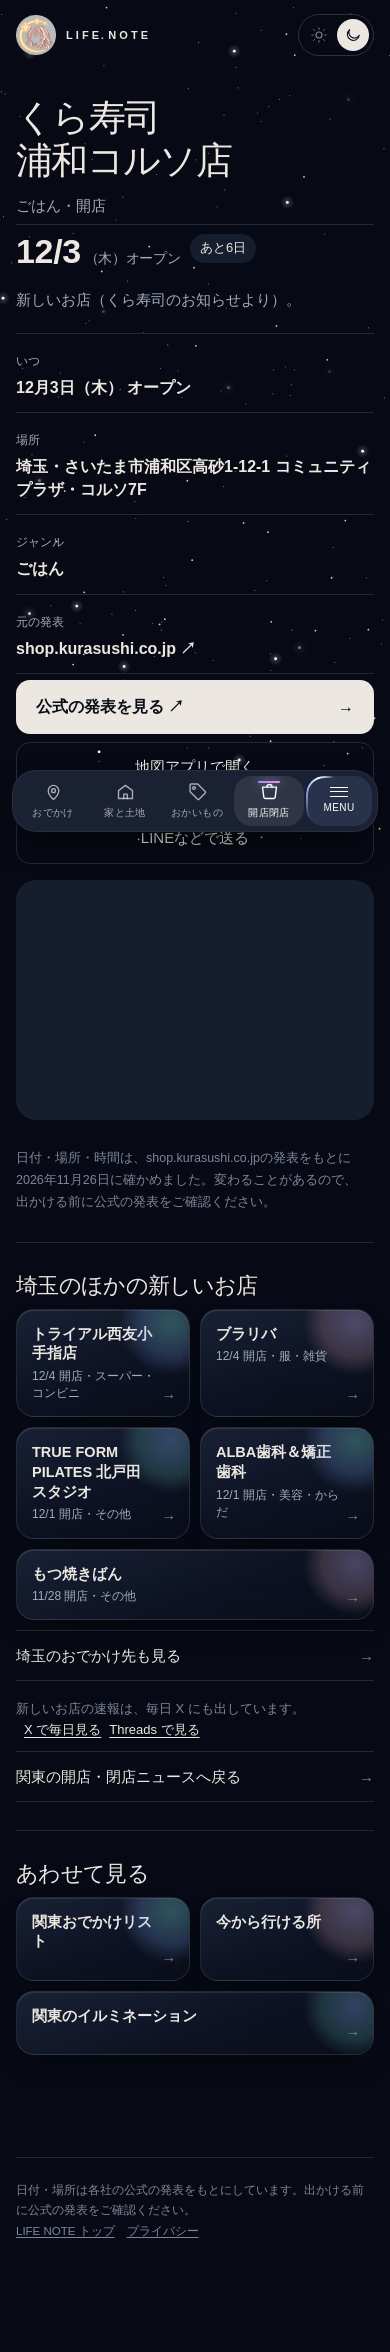 LIFE.NOTE
くら寿司
浦和コルソ店
ごはん・開店
12/3 （木）オープン あと6日
新しいお店（くら寿司のお知らせより）。
いつ
12月3日（木） オープン
場所
埼玉・さいたま市浦和区高砂1-12-1 コミュニティ
プラザ・コルソ7F
ジャンル
ごはん
元の発表
shop.kurasushi.co.jp ↗
公式の発表を見る ↗ →
地図アプリで開く
おでかけ 家と土地 おかいもの 開店閉店 MENU
LINEなどで送る
日付・場所・時間は、shop.kurasushi.co.jpの発表をもとに
2026年11月26日に確かめました。変わることがあるので、
出かける前に公式の発表をご確認ください。
埼玉のほかの新しいお店
トライアル西友小
手指店
12/4 開店・スーパー・
コンビニ →
ブラリバ
12/4 開店・服・雑貨
→
TRUE FORM
PILATES 北戸田
スタジオ
12/1 開店・その他 →
ALBA歯科＆矯正
歯科
12/1 開店・美容・から
だ →
もつ焼きばん
11/28 開店・その他 →
埼玉のおでかけ先も見る →
新しいお店の速報は、毎日 X にも出しています。
X で毎日見る Threads で見る
関東の開店・閉店ニュースへ戻る →
あわせて見る
関東おでかけリス
ト →
今から行ける所
→
関東のイルミネーション
→
日付・場所は各社の公式の発表をもとにしています。出かける前
に公式の発表をご確認ください。
LIFE NOTE トップ プライバシー